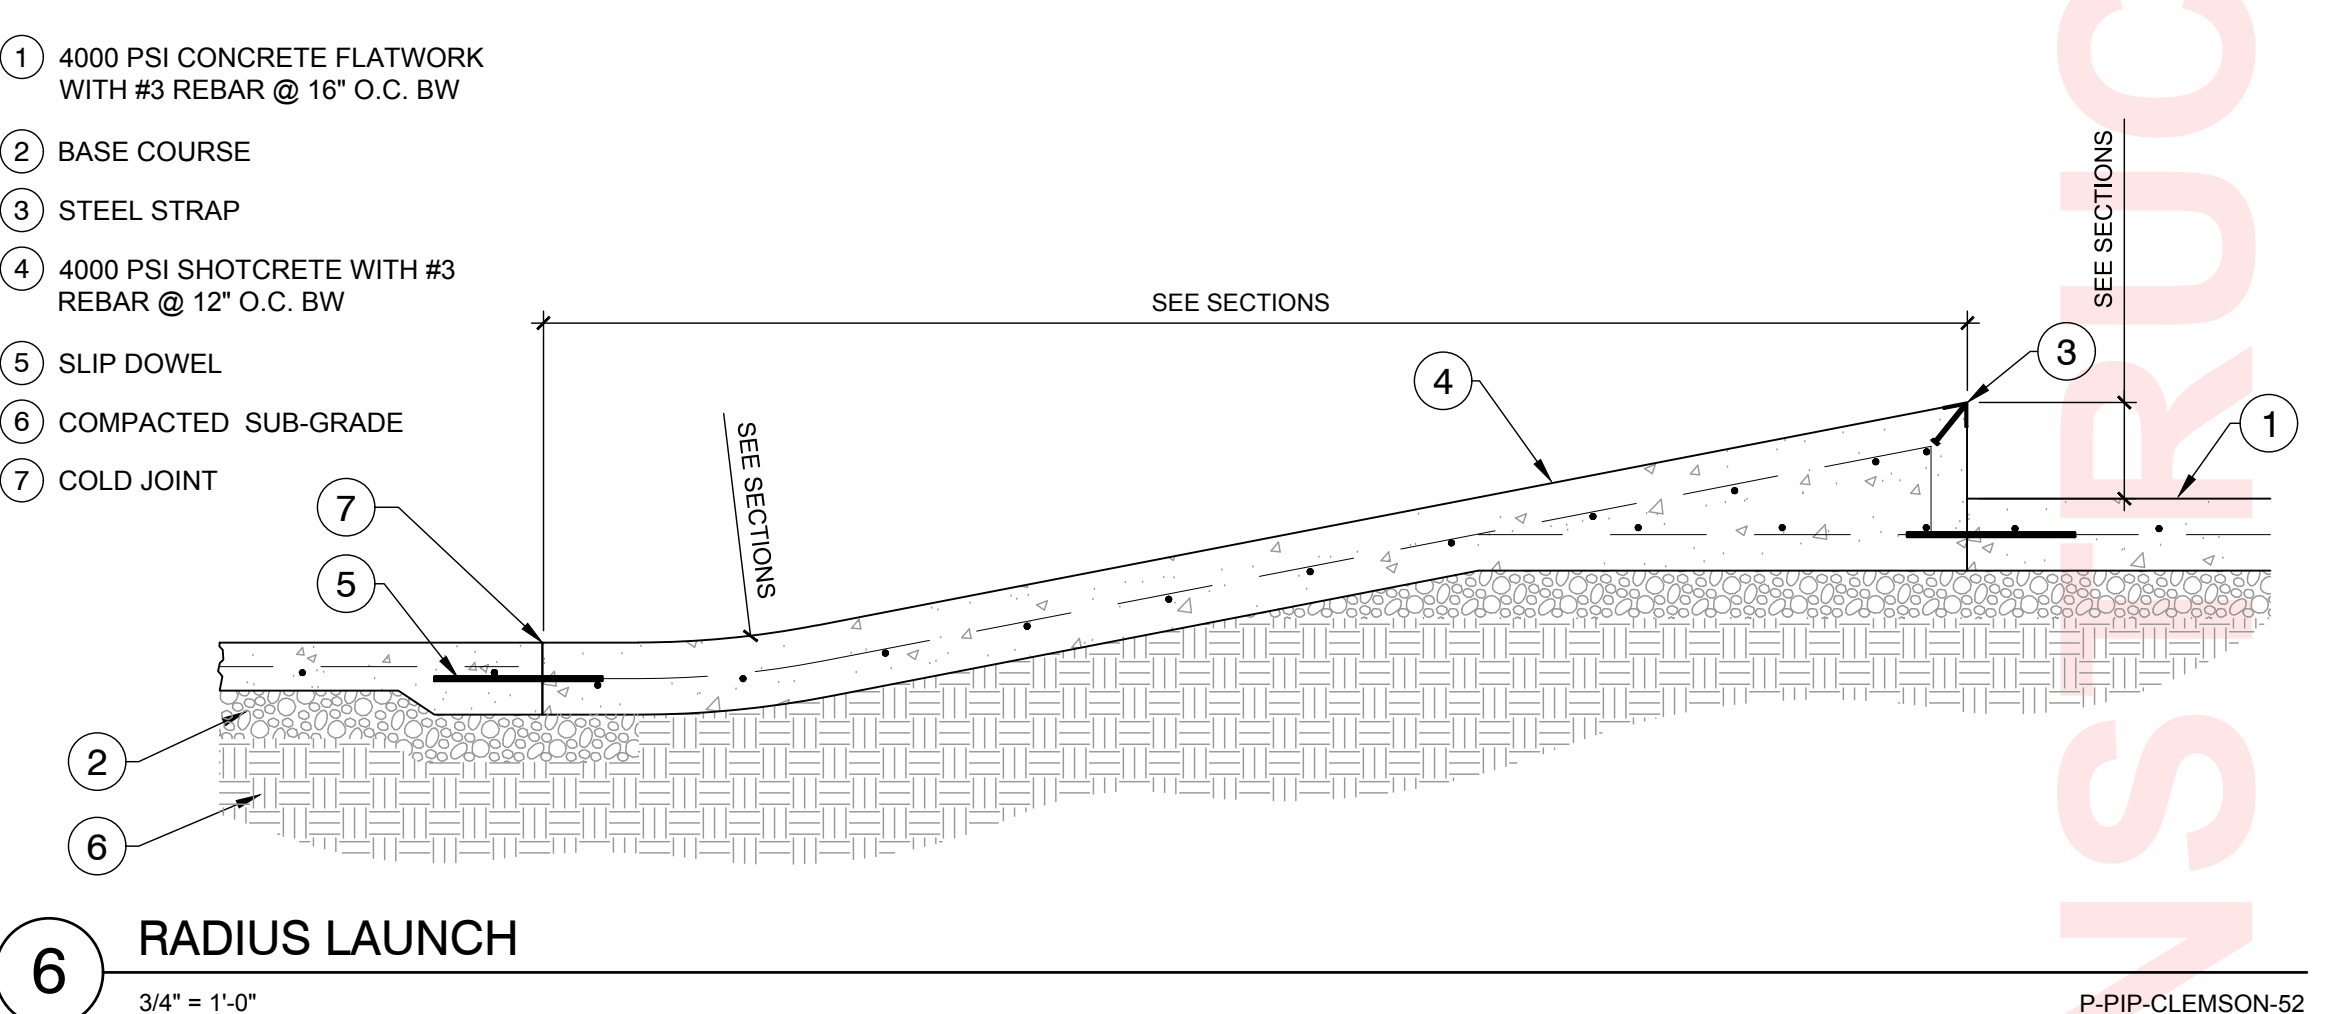 1 4000 PSI CONCRETE FLATWORK
WITH #3 REBAR @ 16" O.C. BW
2 BASE COURSE
3 STEEL STRAP
4 4000 PSI SHOTCRETE WITH #3
REBAR @ 12" O.C. BW
5 SLIP DOWEL
6 COMPACTED SUB-GRADE
7 COLD JOINT
SEE SECTIONS
SEE SECTIONS
SEE SECTIONS
3
4
1
7
5
2
6
6 RADIUS LAUNCH
3/4" = 1'-0"
P-PIP-CLEMSON-52
NSTRUC